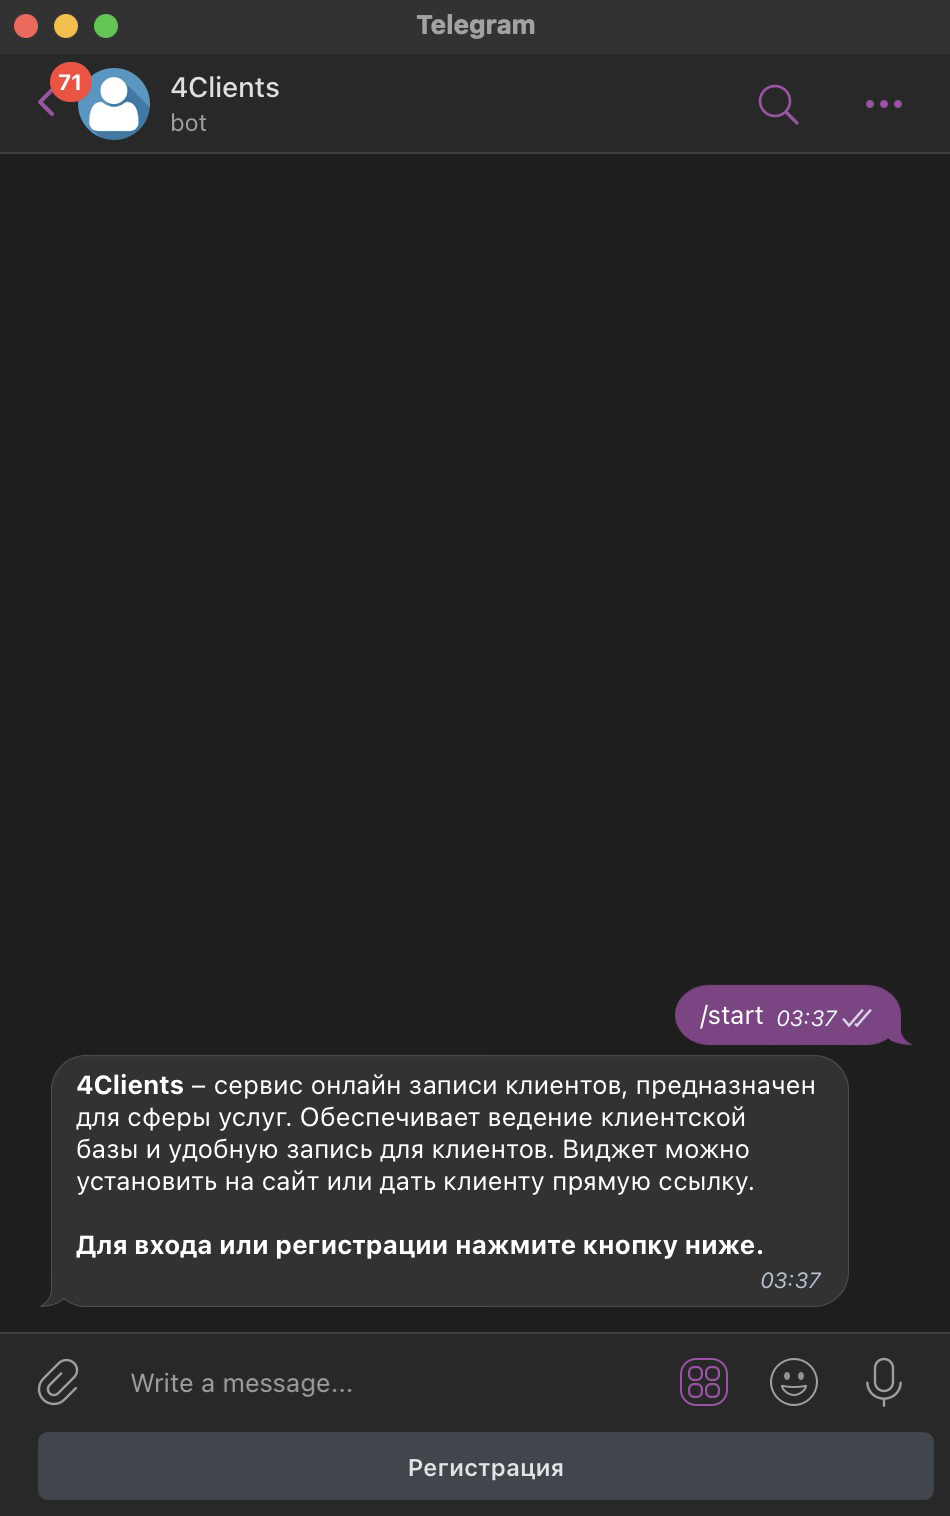 Telegram
71
4Clients
bot
/start 03:37
4Clients – сервис онлайн записи клиентов, предназначен
для сферы услуг. Обеспечивает ведение клиентской
базы и удобную запись для клиентов. Виджет можно
установить на сайт или дать клиенту прямую ссылку.
Для входа или регистрации нажмите кнопку ниже.
03:37
Write a message...
Регистрация